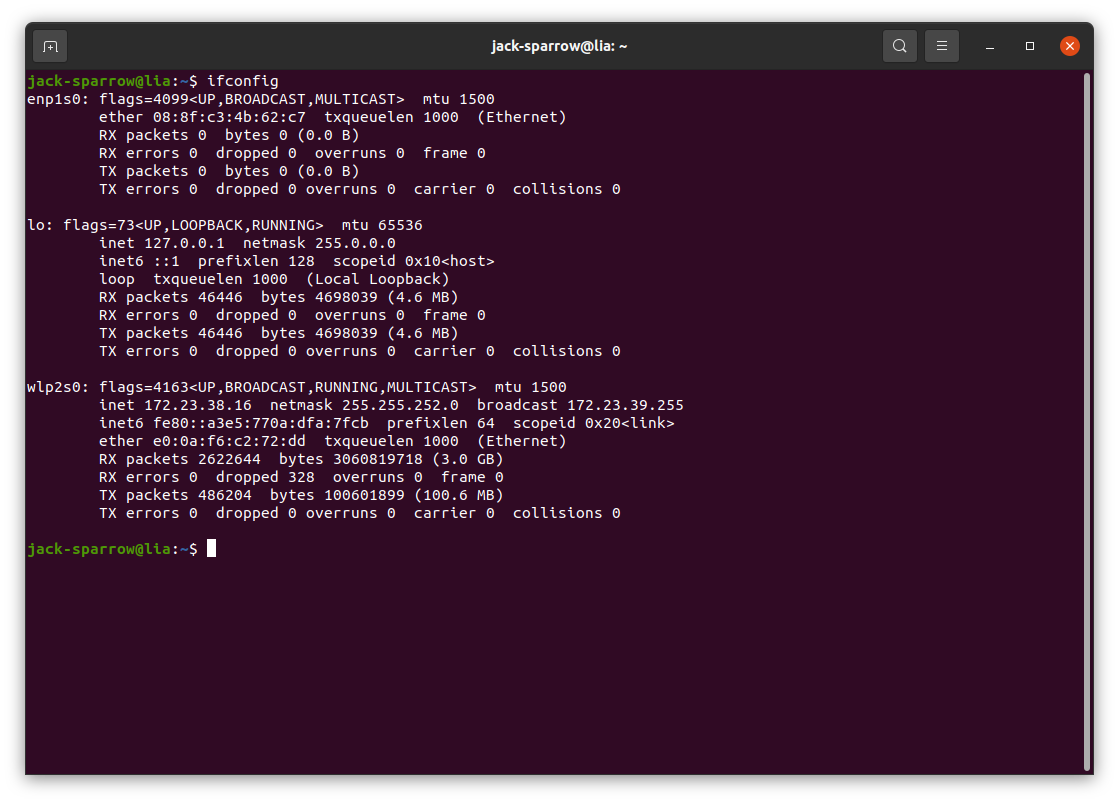 jack-sparrow@lia: ~
jack-sparrow@lia:~$ ifconfig
enp1s0: flags=4099<UP,BROADCAST,MULTICAST>  mtu 1500
        ether 08:8f:c3:4b:62:c7  txqueuelen 1000  (Ethernet)
        RX packets 0  bytes 0 (0.0 B)
        RX errors 0  dropped 0  overruns 0  frame 0
        TX packets 0  bytes 0 (0.0 B)
        TX errors 0  dropped 0 overruns 0  carrier 0  collisions 0

lo: flags=73<UP,LOOPBACK,RUNNING>  mtu 65536
        inet 127.0.0.1  netmask 255.0.0.0
        inet6 ::1  prefixlen 128  scopeid 0x10<host>
        loop  txqueuelen 1000  (Local Loopback)
        RX packets 46446  bytes 4698039 (4.6 MB)
        RX errors 0  dropped 0  overruns 0  frame 0
        TX packets 46446  bytes 4698039 (4.6 MB)
        TX errors 0  dropped 0 overruns 0  carrier 0  collisions 0

wlp2s0: flags=4163<UP,BROADCAST,RUNNING,MULTICAST>  mtu 1500
        inet 172.23.38.16  netmask 255.255.252.0  broadcast 172.23.39.255
        inet6 fe80::a3e5:770a:dfa:7fcb  prefixlen 64  scopeid 0x20<link>
        ether e0:0a:f6:c2:72:dd  txqueuelen 1000  (Ethernet)
        RX packets 2622644  bytes 3060819718 (3.0 GB)
        RX errors 0  dropped 328  overruns 0  frame 0
        TX packets 486204  bytes 100601899 (100.6 MB)
        TX errors 0  dropped 0 overruns 0  carrier 0  collisions 0

jack-sparrow@lia:~$